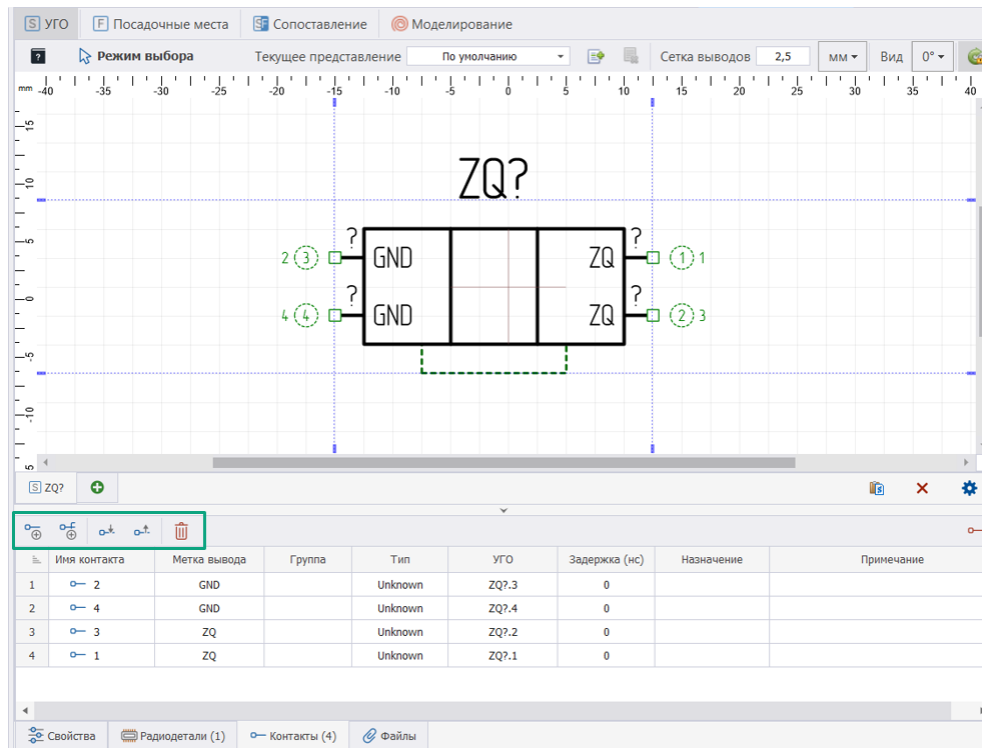 S УГО F Посадочные места SF Сопоставление Моделирование
? Режим выбора Текущее представление По умолчанию Сетка выводов 2,5 мм Вид 0°
mm -40 -35 -30 -25 -20 -15 -10 -5 0 5 10 15 20 25 30 35 40
15
10
5
0
-5
-10
ZQ?
? ?
2 3 GND ZQ 1 1
? ?
4 4 GND ZQ 2 3
S ZQ?
Имя контакта Метка вывода Группа Тип УГО Задержка (нс) Назначение Примечание
1 2 GND Unknown ZQ?.3 0
2 4 GND Unknown ZQ?.4 0
3 3 ZQ Unknown ZQ?.2 0
4 1 ZQ Unknown ZQ?.1 0
Свойства Радиодетали (1) Контакты (4) Файлы